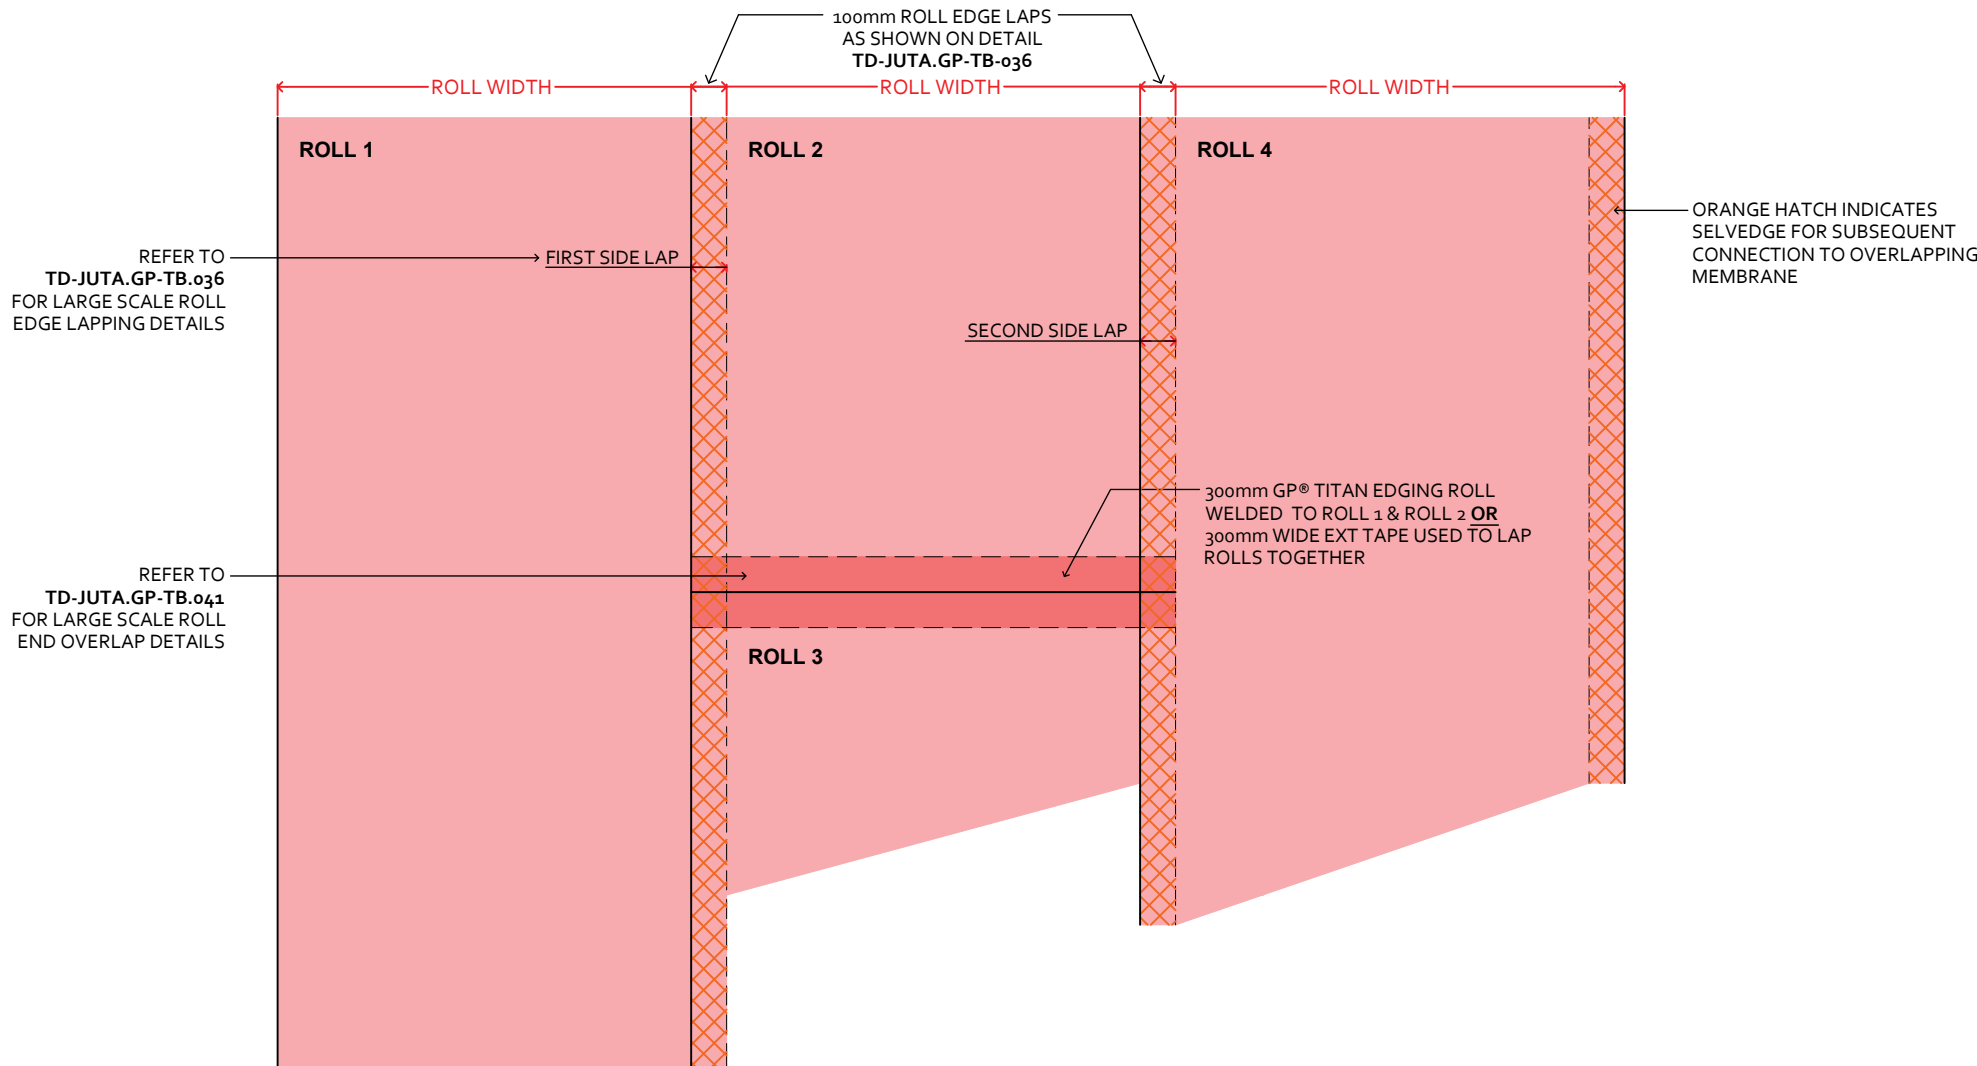 100mm ROLL EDGE LAPS
AS SHOWN ON DETAIL
TD-JUTA.GP-TB-036
ROLL WIDTH
ROLL WIDTH
ROLL WIDTH
ROLL 1
ROLL 2
ROLL 4
ORANGE HATCH INDICATES
SELVEDGE FOR SUBSEQUENT
CONNECTION TO OVERLAPPING
MEMBRANE
REFER TO
TD-JUTA.GP-TB.036
FOR LARGE SCALE ROLL
EDGE LAPPING DETAILS
FIRST SIDE LAP
SECOND SIDE LAP
300mm GP® TITAN EDGING ROLL
WELDED TO ROLL 1 & ROLL 2 OR
300mm WIDE EXT TAPE USED TO LAP
ROLLS TOGETHER
REFER TO
TD-JUTA.GP-TB.041
FOR LARGE SCALE ROLL
END OVERLAP DETAILS
ROLL 3